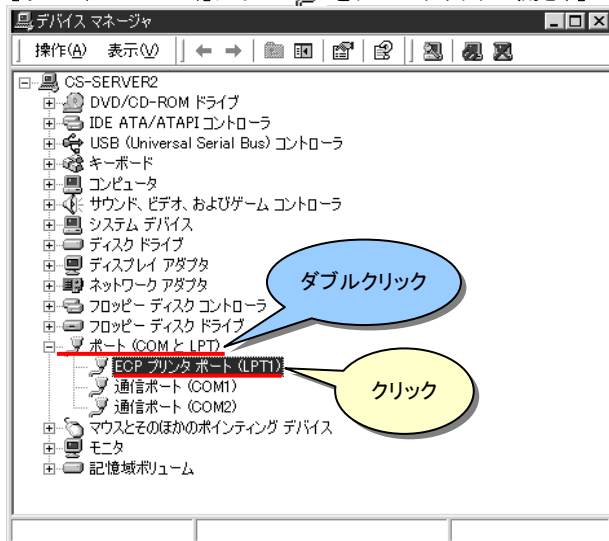 デバイス マネージャ
操作(A) 表示(V)
CS-SERVER2
DVD/CD-ROM ドライブ
IDE ATA/ATAPI コントローラ
USB (Universal Serial Bus) コントローラ
キーボード
コンピュータ
サウンド、ビデオ、およびゲーム コントローラ
システム デバイス
ディスク ドライブ
ディスプレイ アダプタ
ネットワーク アダプタ
フロッピー ディスク コントローラ
フロッピー ディスク ドライブ
ダブルクリック
ポート (COM と LPT)
ECP プリンタ ポート (LPT1)
通信ポート (COM1)
クリック
通信ポート (COM2)
マウスとそのほかのポインティング デバイス
モニタ
記憶域ボリューム